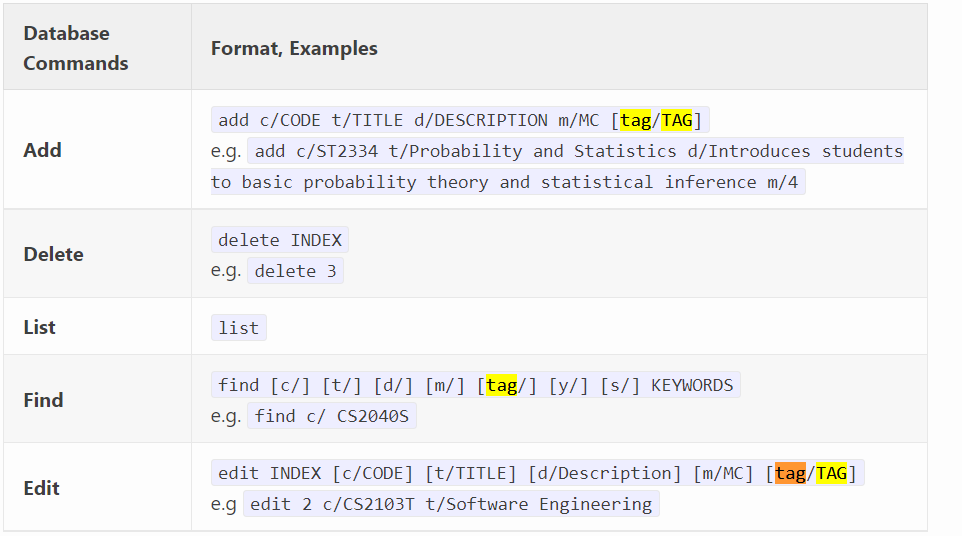 Database
Commands
Format, Examples
Add
add c/CODE t/TITLE d/DESCRIPTION m/MC [tag/TAG]
e.g. add c/ST2334 t/Probability and Statistics d/Introduces students
to basic probability theory and statistical inference m/4
Delete
delete INDEX
e.g. delete 3
List
list
Find
find [c/] [t/] [d/] [m/] [tag/] [y/] [s/] KEYWORDS
e.g. find c/ CS2040S
Edit
edit INDEX [c/CODE] [t/TITLE] [d/Description] [m/MC] [tag/TAG]
e.g edit 2 c/CS2103T t/Software Engineering